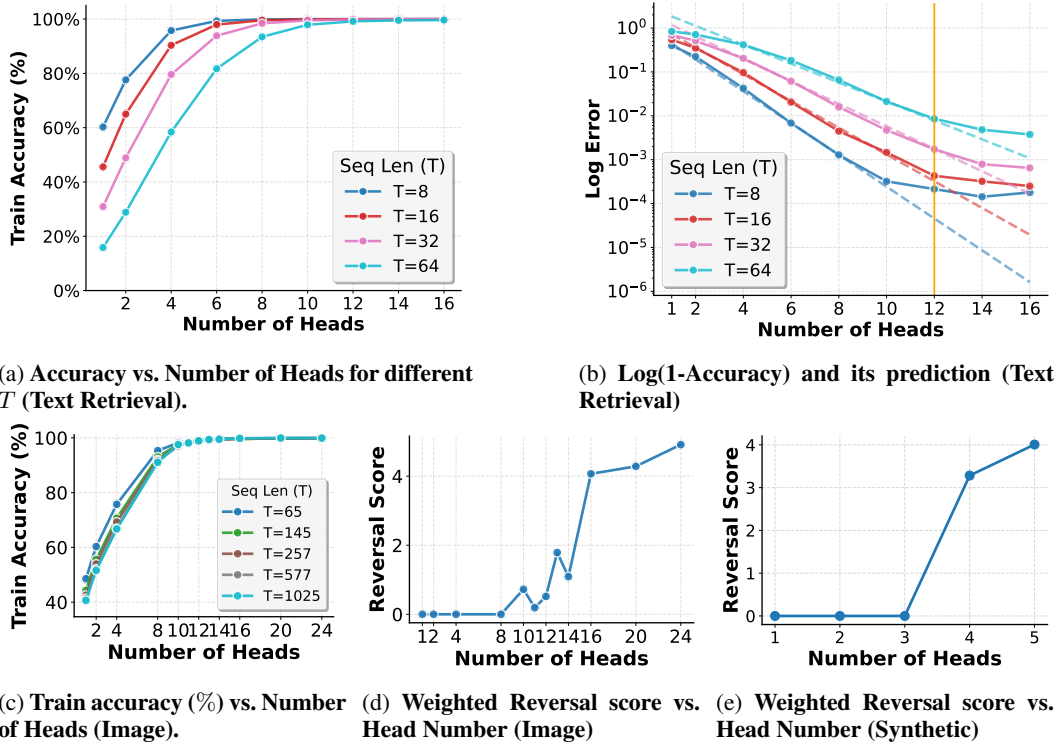 100%
80%
60%
40%
20%
0%
Train Accuracy (%)
Seq Len (T)
T=8
T=16
T=32
T=64
2 4 6 8 10 12 14 16
Number of Heads
(a) Accuracy vs. Number of Heads for different
T (Text Retrieval).
10^0
10^-1
10^-2
10^-3
10^-4
10^-5
10^-6
Log Error
Seq Len (T)
T=8
T=16
T=32
T=64
1 2 4 6 8 10 12 14 16
Number of Heads
(b) Log(1-Accuracy) and its prediction (Text
Retrieval)
100
80
60
40
Train Accuracy (%)
Seq Len (T)
T=65
T=145
T=257
T=577
T=1025
2 4 8 10 12 14 16 20 24
Number of Heads
(c) Train accuracy (%) vs. Number
of Heads (Image).
4
2
0
Reversal Score
1 2 4 8 10 12 14 16 20 24
Number of Heads
(d) Weighted Reversal score vs.
Head Number (Image)
4
3
2
1
0
Reversal Score
1 2 3 4 5
Number of Heads
(e) Weighted Reversal score vs.
Head Number (Synthetic)